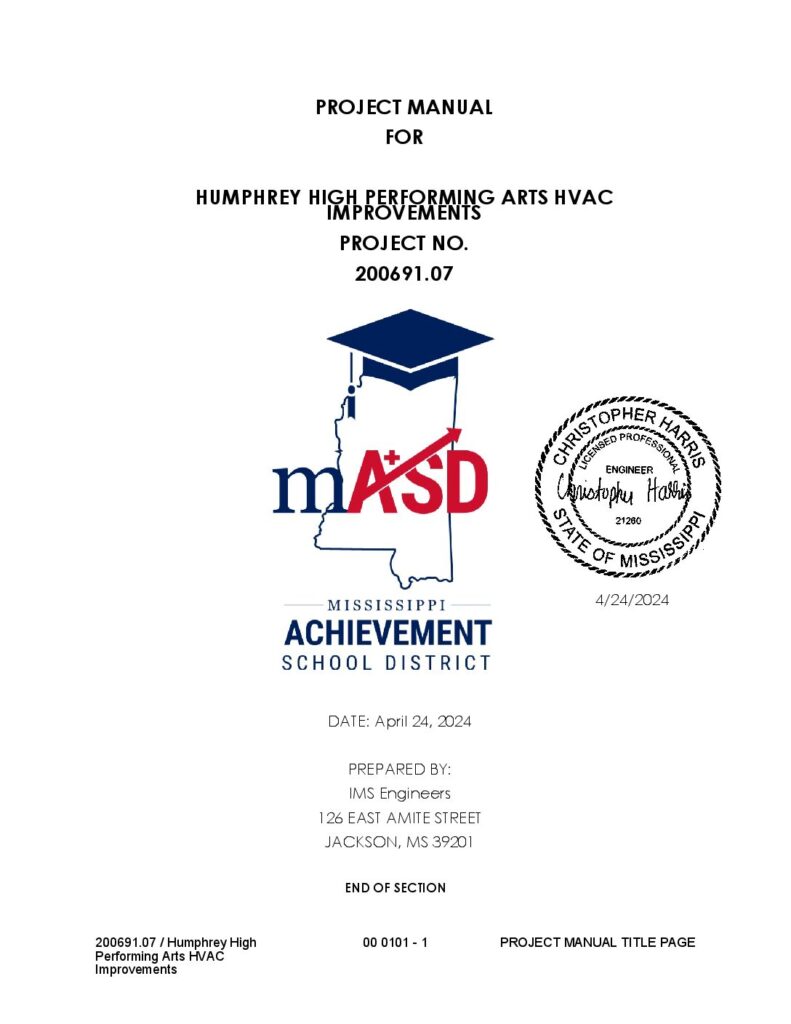 PROJECT MANUAL
FOR
HUMPHREY HIGH PERFORMING ARTS HVAC
IMPROVEMENTS
PROJECT NO.
200691.07
mA+SD
MISSISSIPPI
ACHIEVEMENT
SCHOOL DISTRICT
CHRISTOPHER HARRIS
LICENSED PROFESSIONAL
ENGINEER
Christopher Harris
21260
STATE OF MISSISSIPPI
4/24/2024
DATE: April 24, 2024
PREPARED BY:
IMS Engineers
126 EAST AMITE STREET
JACKSON, MS 39201
END OF SECTION
200691.07 / Humphrey High
Performing Arts HVAC
Improvements
00 0101 - 1
PROJECT MANUAL TITLE PAGE